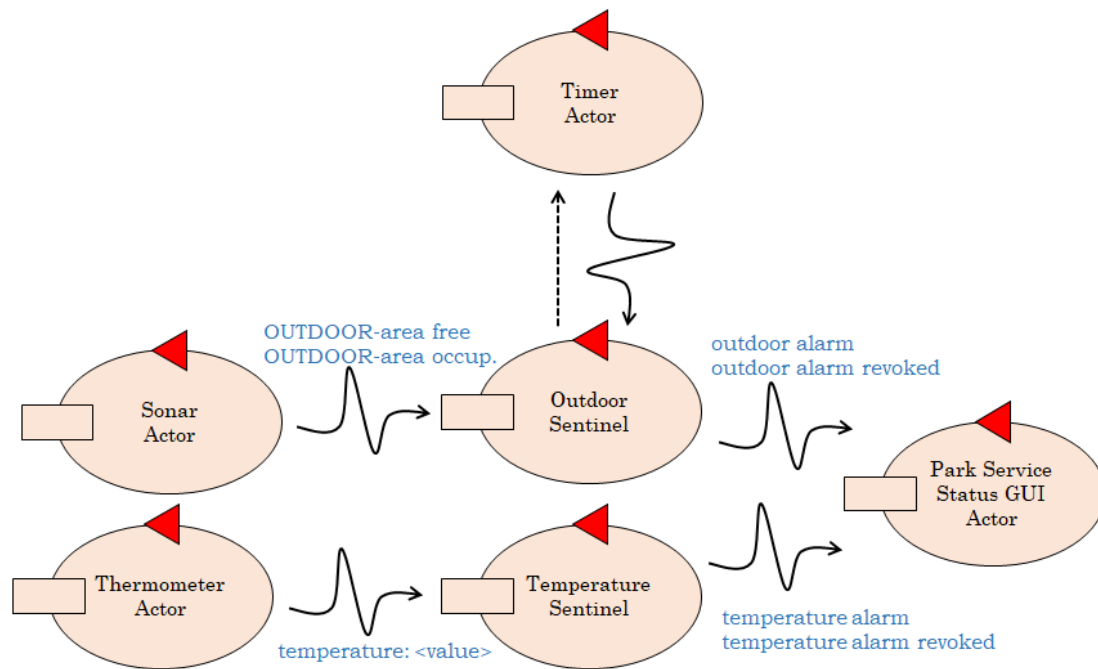 Timer
Actor
OUTDOOR-area free
OUTDOOR-area occup.
outdoor alarm
outdoor alarm revoked
Sonar
Actor
Outdoor
Sentinel
Park Service
Status GUI
Actor
Thermometer
Actor
Temperature
Sentinel
temperature: <value>
temperature alarm
temperature alarm revoked